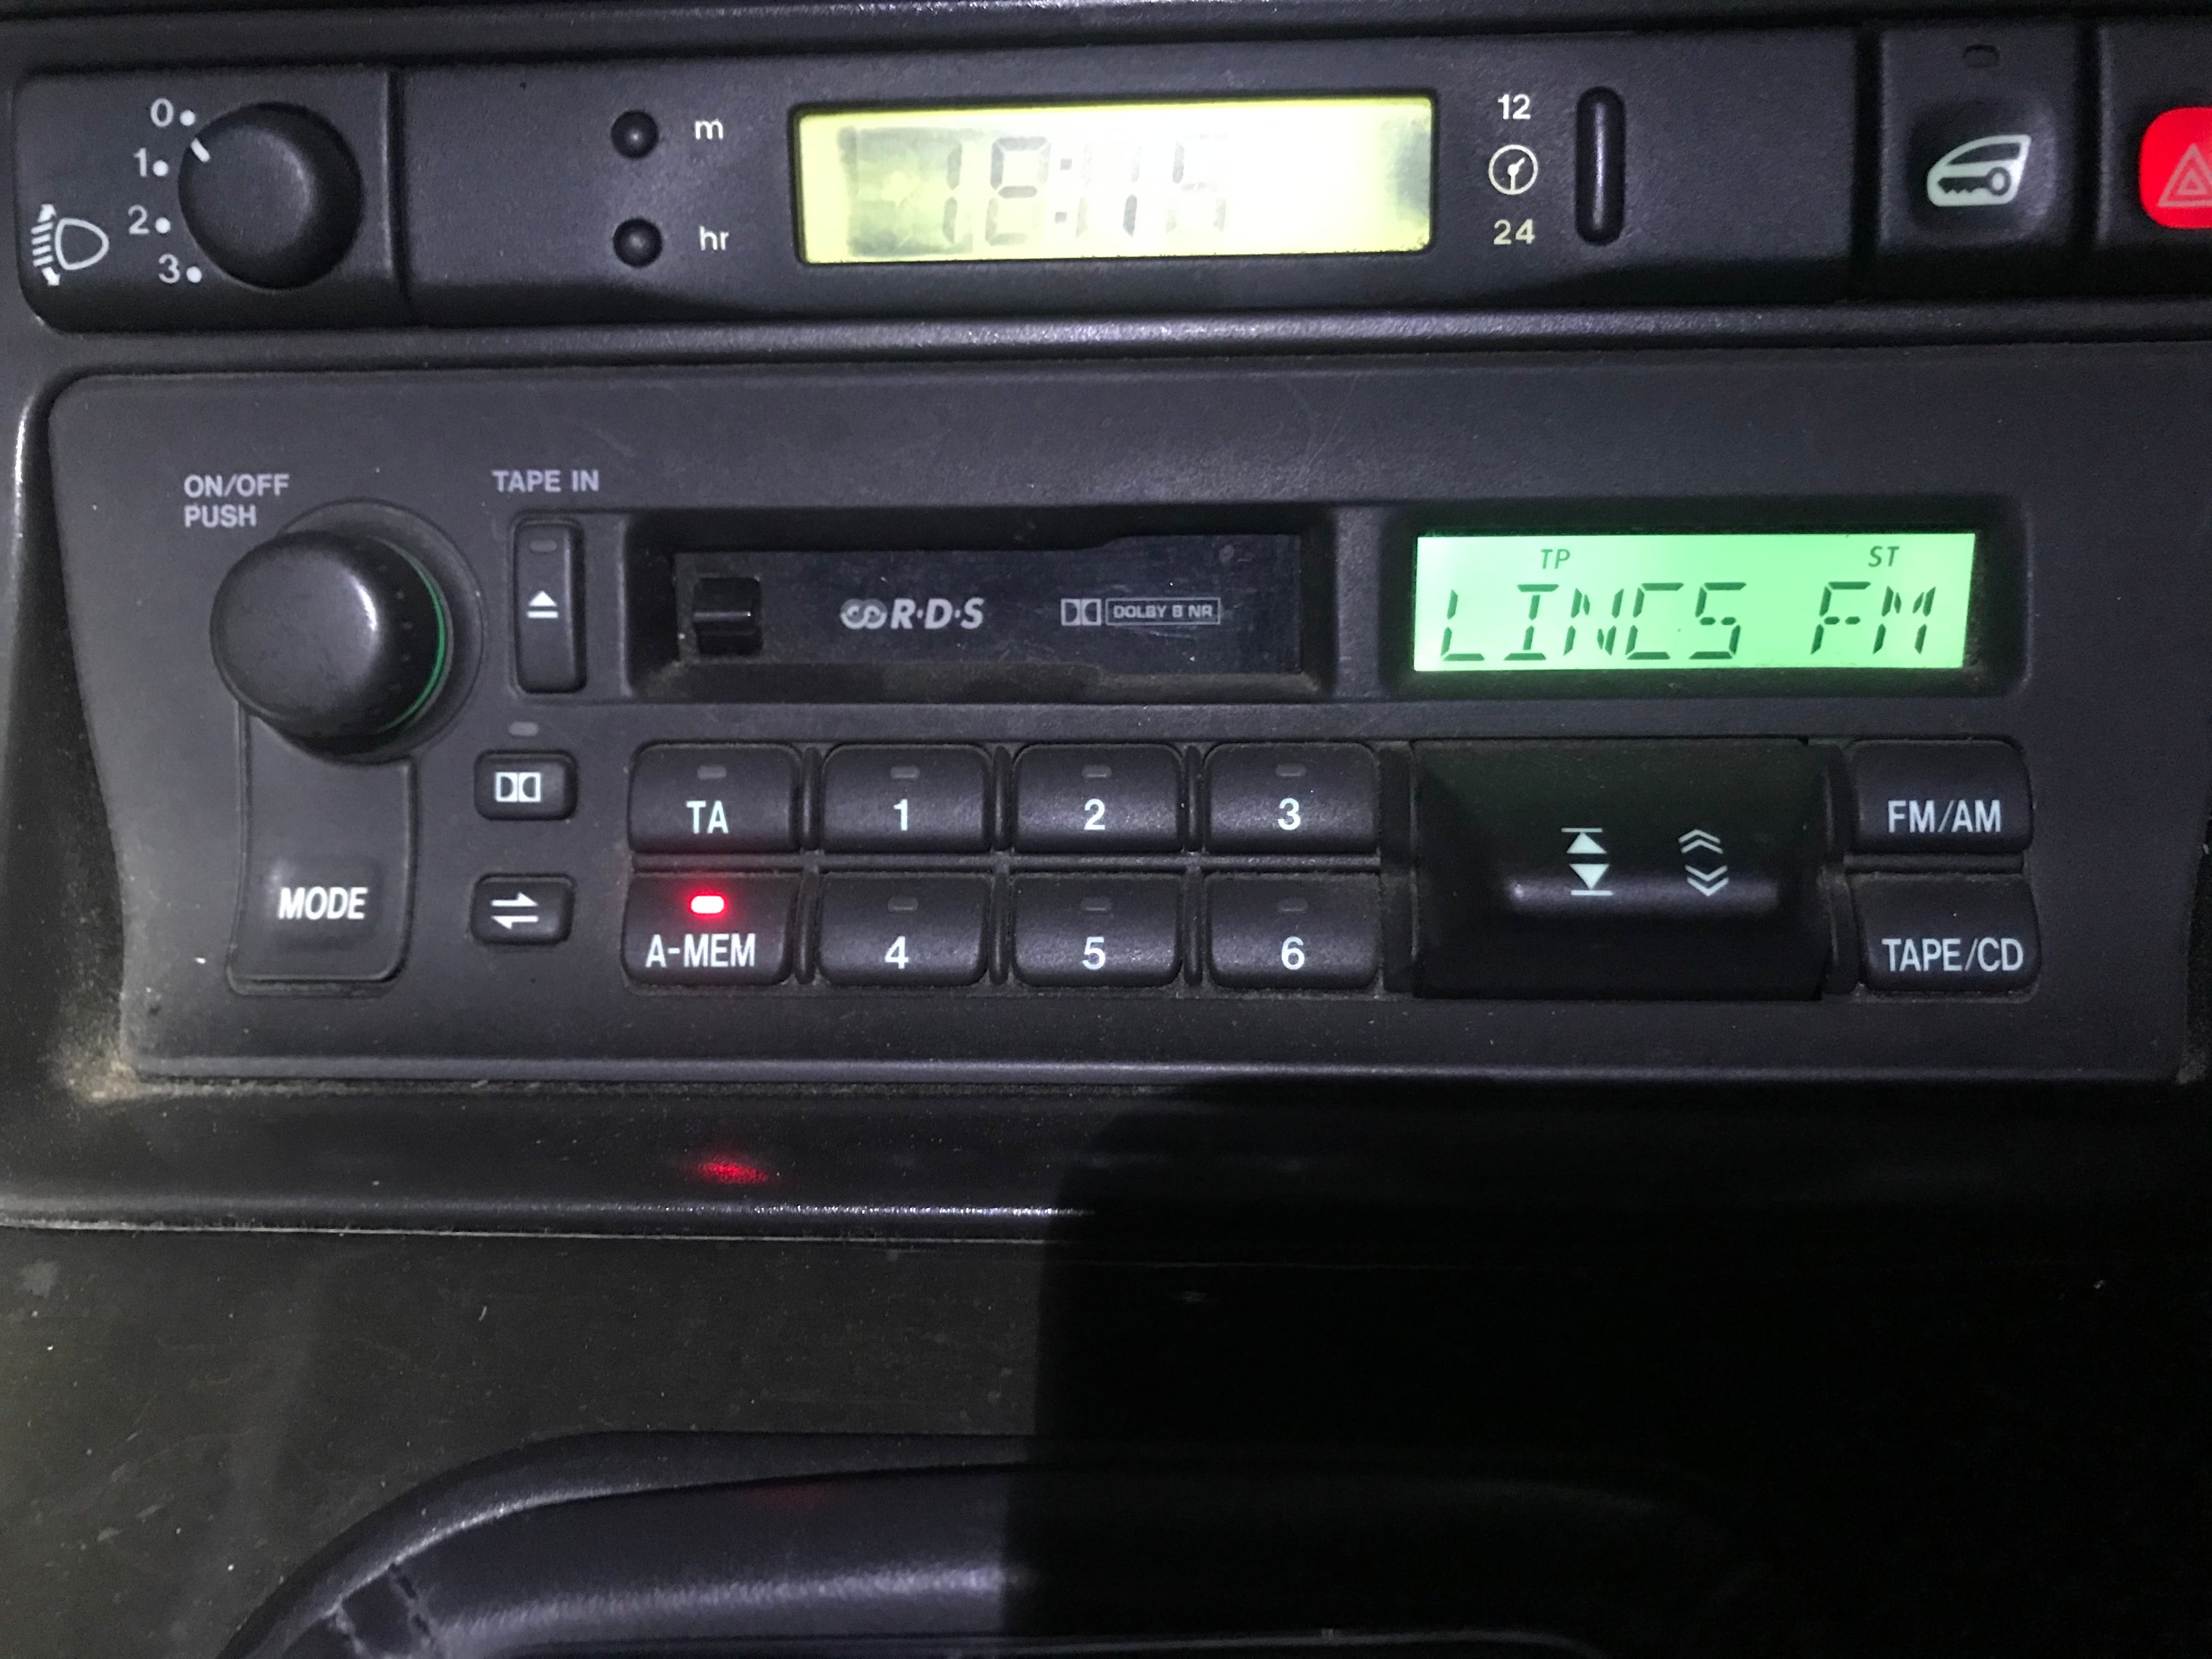 0
1
2
3
m
hr
12
24
ON/OFF
PUSH
TAPE IN
R·D·S
DOLBY B NR
TP ST
LINCS FM
MODE
TA 1 2 3
A-MEM 4 5 6
FM/AM
TAPE/CD